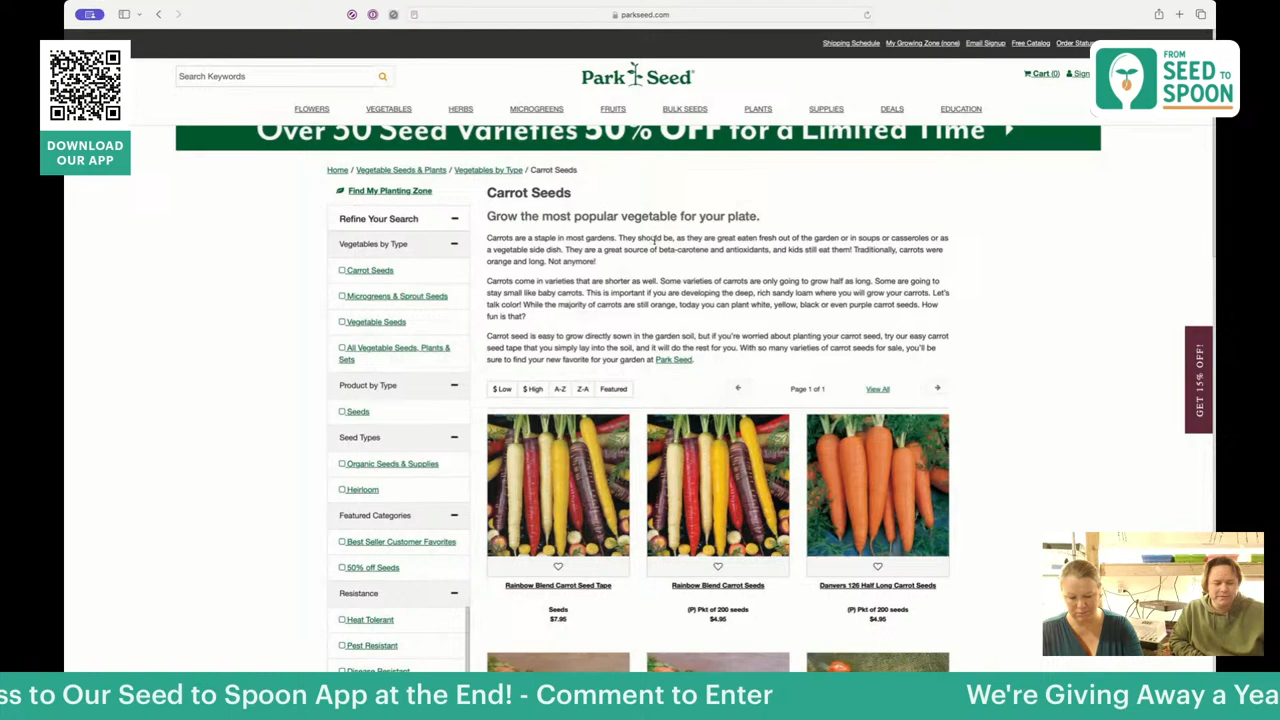 parkseed.com
Shipping Schedule My Growing Zone (none) Email Signup Free Catalog Order Status
Search Keywords
Park Seed
Cart (0) Sign
FROM
SEED
TO
SPOON
FLOWERS VEGETABLES HERBS MICROGREENS FRUITS BULK SEEDS PLANTS SUPPLIES DEALS EDUCATION
Over 30 Seed Varieties 50% OFF for a Limited Time
DOWNLOAD
OUR APP
Home / Vegetable Seeds & Plants / Vegetables by Type / Carrot Seeds
Find My Planting Zone
Refine Your Search
Vegetables by Type
Carrot Seeds
Microgreens & Sprout Seeds
Vegetable Seeds
All Vegetable Seeds, Plants &
Sets
Product by Type
Seeds
Seed Types
Organic Seeds & Supplies
Heirloom
Featured Categories
Best Seller Customer Favorites
50% off Seeds
Resistance
Heat Tolerant
Pest Resistant
Disease Resistant
Carrot Seeds
Grow the most popular vegetable for your plate.
Carrots are a staple in most gardens. They should be, as they are great eaten fresh out of the garden or in soups or casseroles or as
a vegetable side dish. They are a great source of beta-carotene and antioxidants, and kids still eat them! Traditionally, carrots were
orange and long. Not anymore!
Carrots come in varieties that are shorter as well. Some varieties of carrots are only going to grow half as long. Some are going to
stay small like baby carrots. This is important if you are developing the deep, rich sandy loam where you will grow your carrots. Let's
talk color! While the majority of carrots are still orange, today you can plant white, yellow, black or even purple carrot seeds. How
fun is that?
Carrot seed is easy to grow directly sown in the garden soil, but if you're worried about planting your carrot seed, try our easy carrot
seed tape that you simply lay into the soil, and it will do the rest for you. With so many varieties of carrot seeds for sale, you'll be
sure to find your new favorite for your garden at Park Seed.
$ Low $ High A-Z Z-A Featured Page 1 of 1 View All
Rainbow Blend Carrot Seed Tape
Seeds
$7.95
Rainbow Blend Carrot Seeds
(P) Pkt of 200 seeds
$4.95
Danvers 126 Half Long Carrot Seeds
(P) Pkt of 200 seeds
$4.95
GET 15% OFF!
ss to Our Seed to Spoon App at the End! - Comment to Enter We're Giving Away a Yea